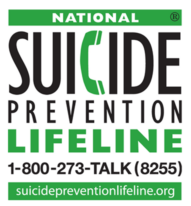 NATIONAL ®
SUICIDE
PREVENTION
LIFELINE
1-800-273-TALK (8255)
suicidepreventionlifeline.org